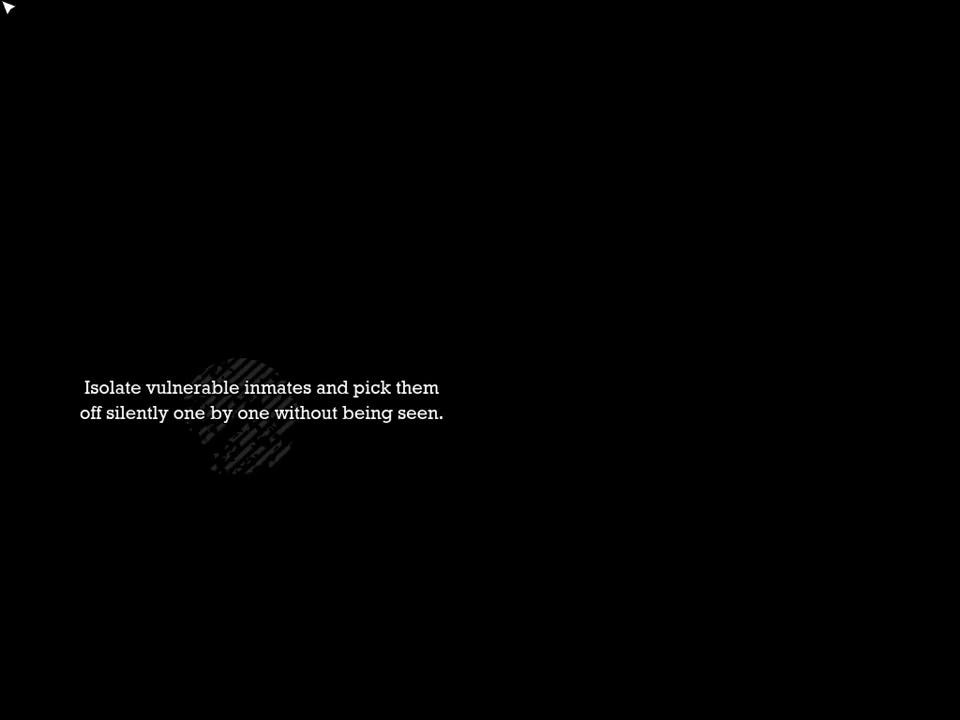 Isolate vulnerable inmates and pick them
off silently one by one without being seen.